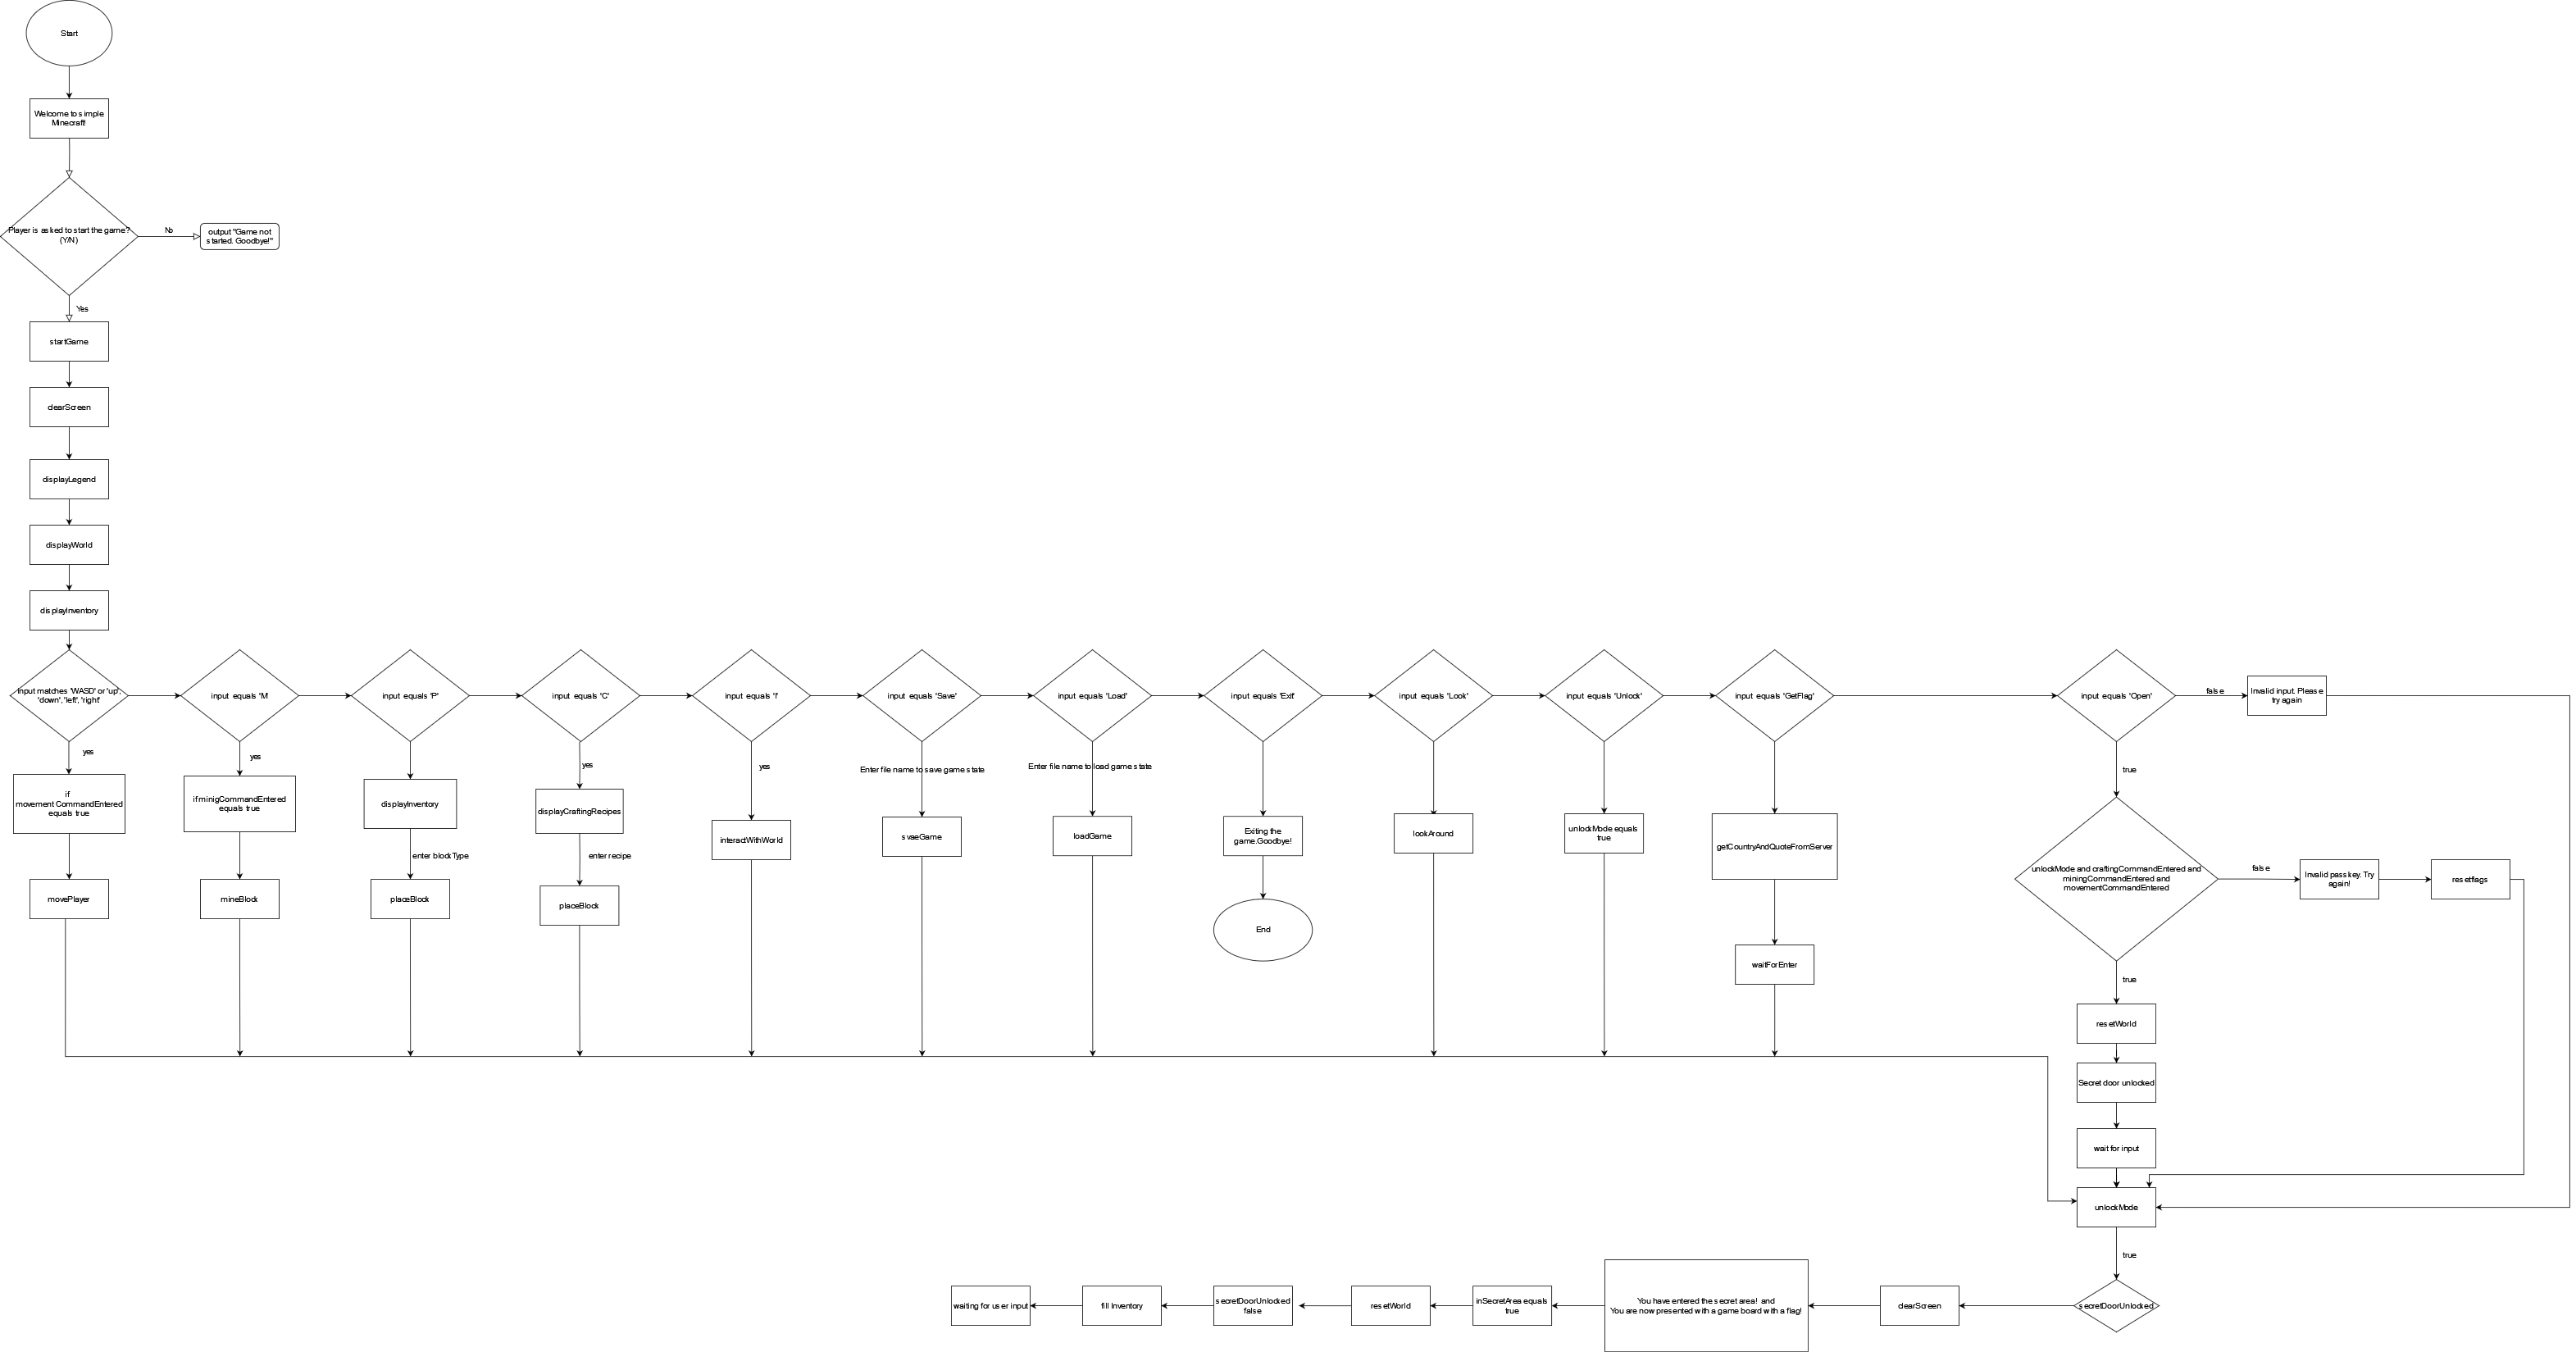 Start
Welcome to simple
Minecraft!
Player is asked to start the game?
(Y/N)
No
output "Game not
started. Goodbye!"
Yes
startGame
clearScreen
displayLegend
displayWorld
displayInventory
Input matches 'WASD' or 'up',
'down', 'left', 'right'
input equals 'M'
input equals 'P'
input equals 'C'
input equals 'I'
input equals 'Save'
input equals 'Load'
input equals 'Exit'
input equals 'Look'
input equals 'Unlock'
input equals 'GetFlag'
input equals 'Open'
false
Invalid input. Please
try again
yes
yes
yes
yes
Enter file name to save game state
Enter file name to load game state
true
if
movement CommandEntered
equals true
if minigCommandEntered
equals true
displayInventory
displayCraftingRecipes
interactWithWorld
svaeGame
loadGame
Exiting the
game.Goodbye!
lookAround
unlockMode equals
true
getCountryAndQuoteFromServer
enter blockType
enter recipe
movePlayer
mineBlock
placeBlock
placeBlock
End
waitForEnter
unlockMode and craftingCommandEntered and
miningCommandEntered and
movementCommandEntered
false
Invalid passkey. Try
again!
resetflags
true
resetWorld
Secret door unlocked
wait for input
unlockMode
true
waiting for user input
fill Inventory
secretDoorUnlocked
false
resetWorld
inSecretArea equals
true
You have entered the secret area! and
You are now presented with a game board with a flag!
clearScreen
secretDoorUnlocked